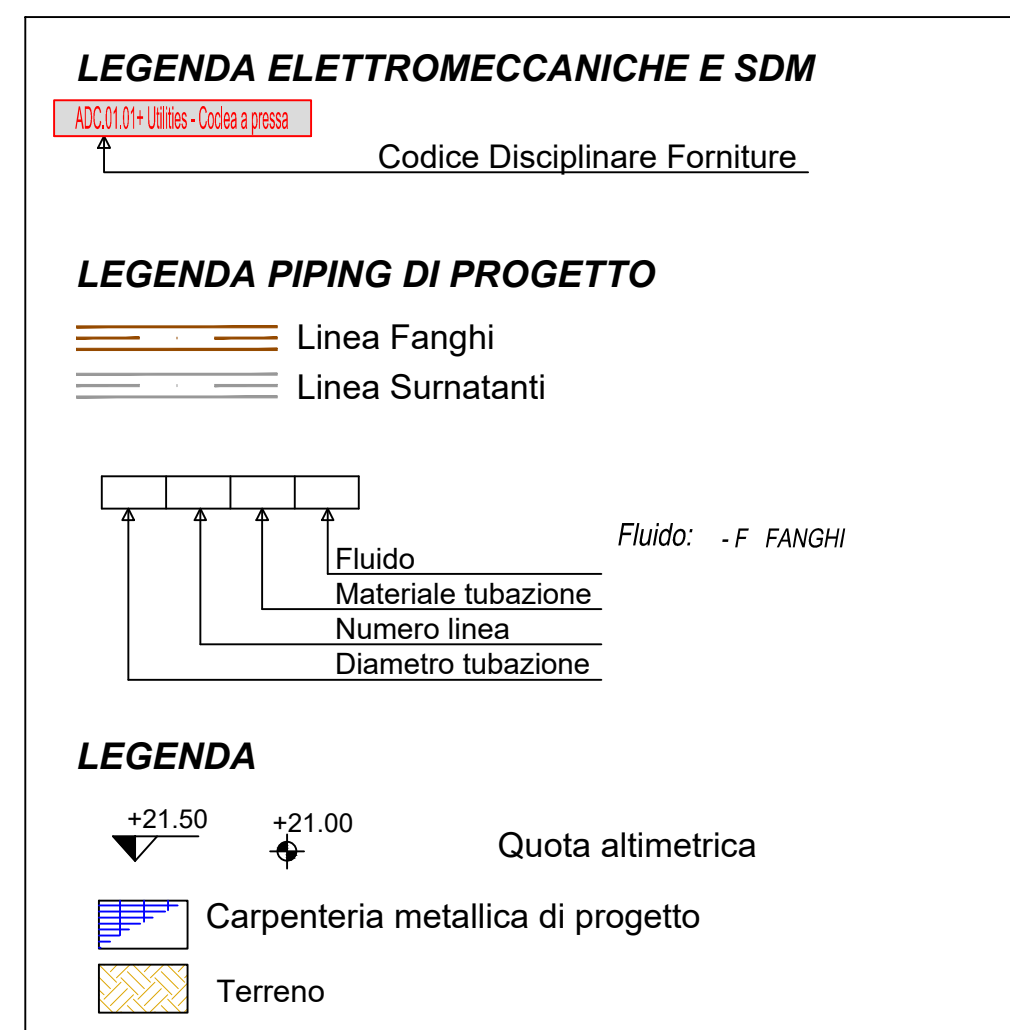 LEGENDA ELETTROMECCANICHE E SDM
ADC.01.01+ Utilities - Coclea a pressa
Codice Disciplinare Forniture
LEGENDA PIPING DI PROGETTO
Linea Fanghi
Linea Surnatanti
Fluido: - F FANGHI
Fluido
Materiale tubazione
Numero linea
Diametro tubazione
LEGENDA
+21.50 +21.00
Quota altimetrica
Carpenteria metallica di progetto
Terreno